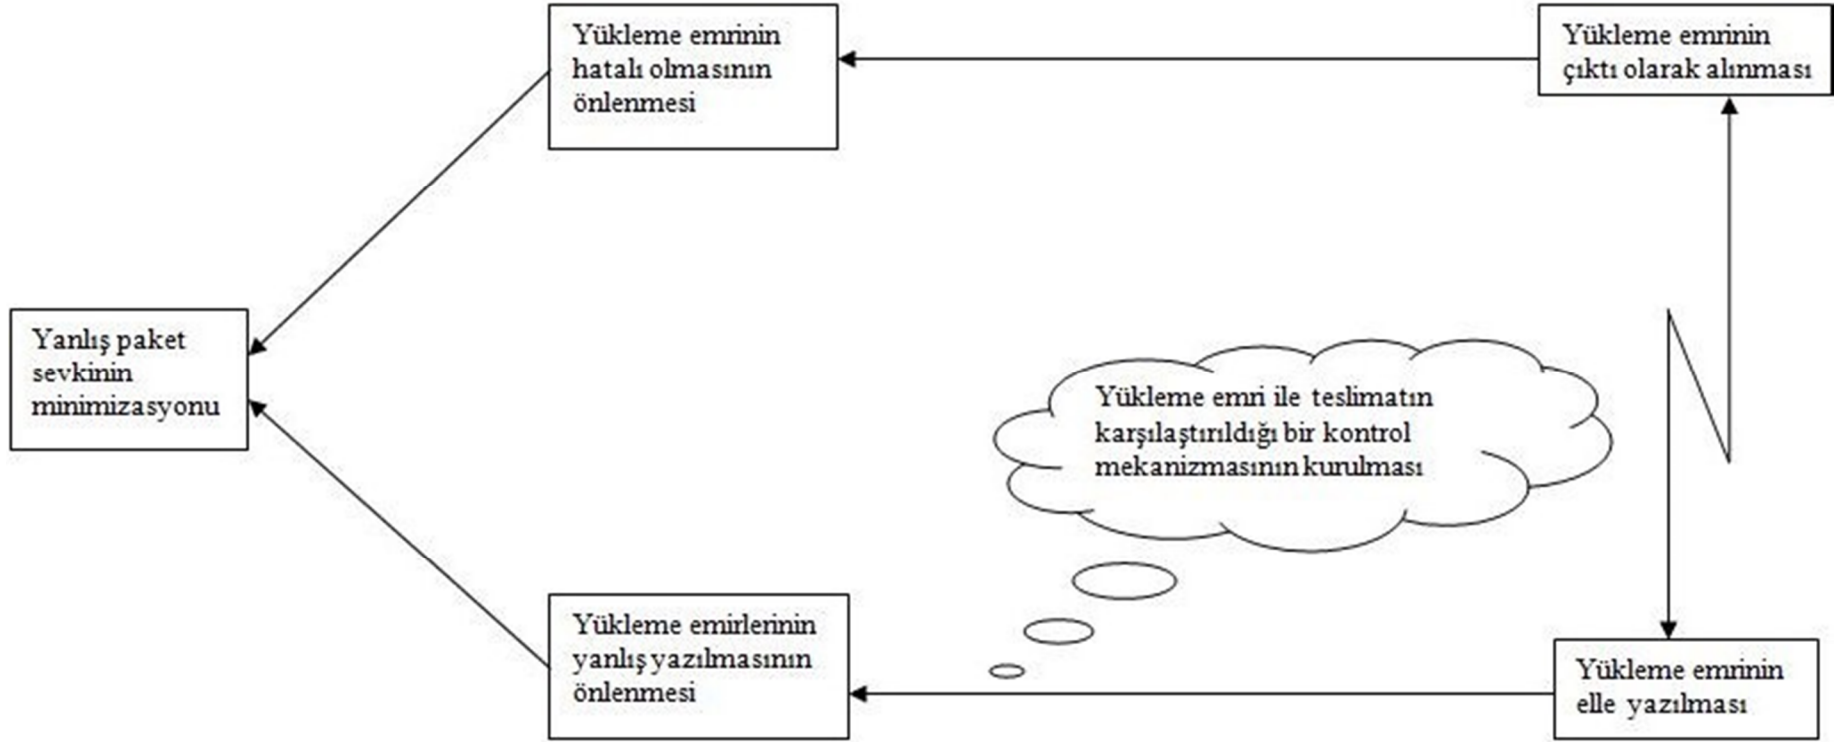 Yükleme emrinin
hatalı olmasının
önlenmesi
Yükleme emrinin
çıktı olarak alınması
Yanlış paket
sevkinin
minimizasyonu
Yükleme emri ile teslimatın
karşılaştırıldığı bir kontrol
mekanizmasının kurulması
Yükleme emirlerinin
yanlış yazılmasının
önlenmesi
Yükleme emrinin
elle yazılması